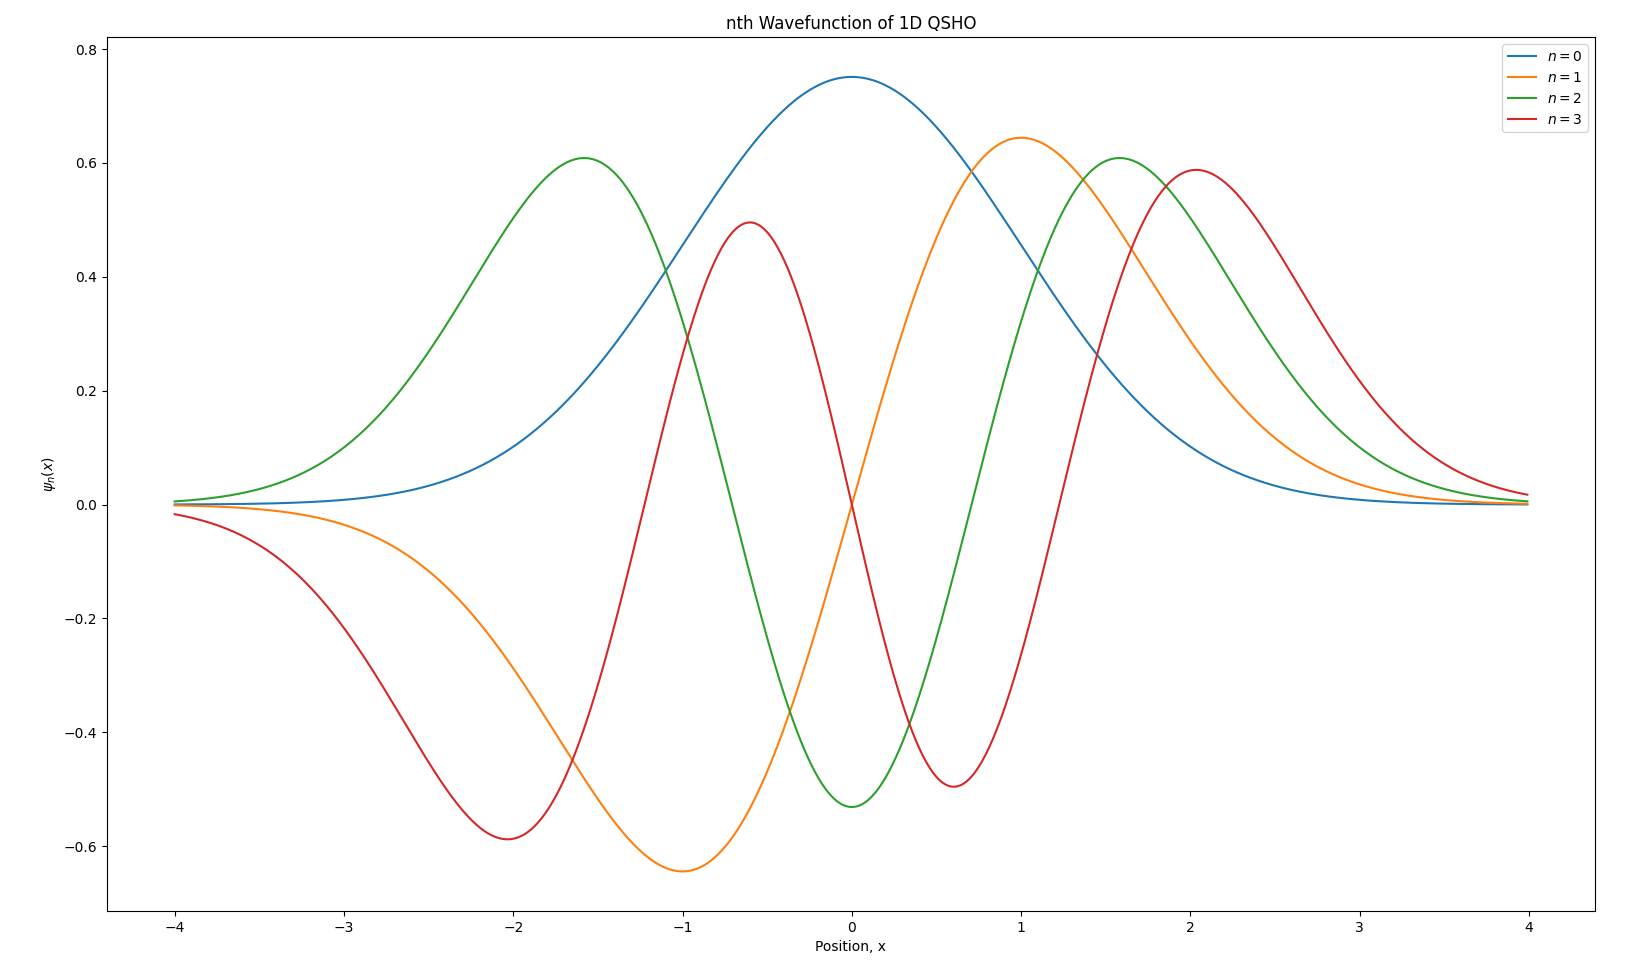 nth Wavefunction of 1D QSHO
n = 0
n = 1
n = 2
n = 3
0.8
0.6
0.4
0.2
0.0
−0.2
−0.4
−0.6
ψn(x)
−4 −3 −2 −1 0 1 2 3 4
Position, x